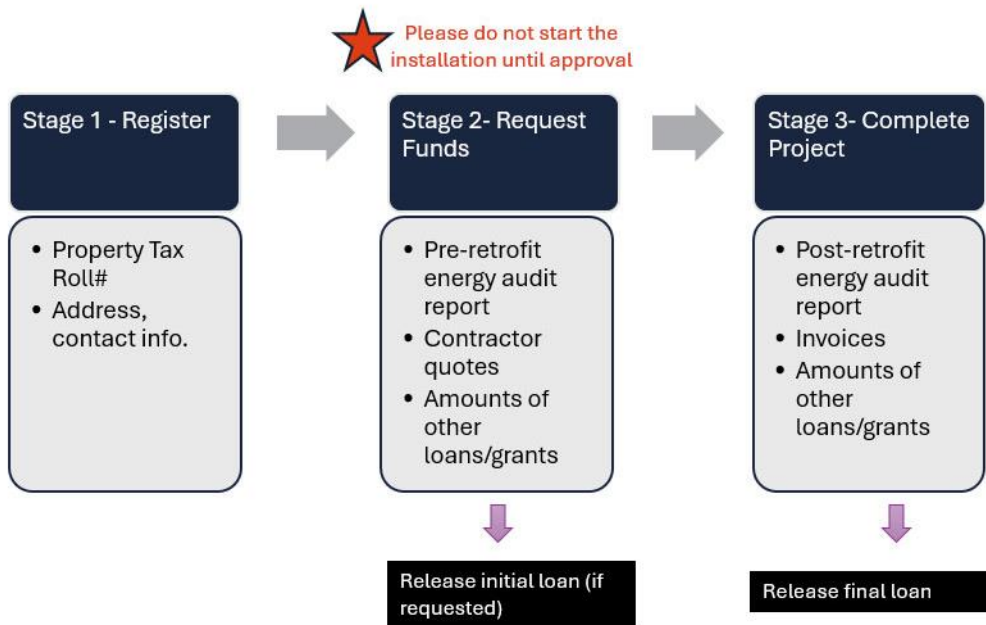 Please do not start the
installation until approval
Stage 1 - Register
Stage 2- Request
Funds
Stage 3- Complete
Project
• Property Tax
Roll#
• Address,
contact info.
• Pre-retrofit
energy audit
report
• Contractor
quotes
• Amounts of
other
loans/grants
• Post-retrofit
energy audit
report
• Invoices
• Amounts of
other
loans/grants
Release initial loan (if
requested)
Release final loan